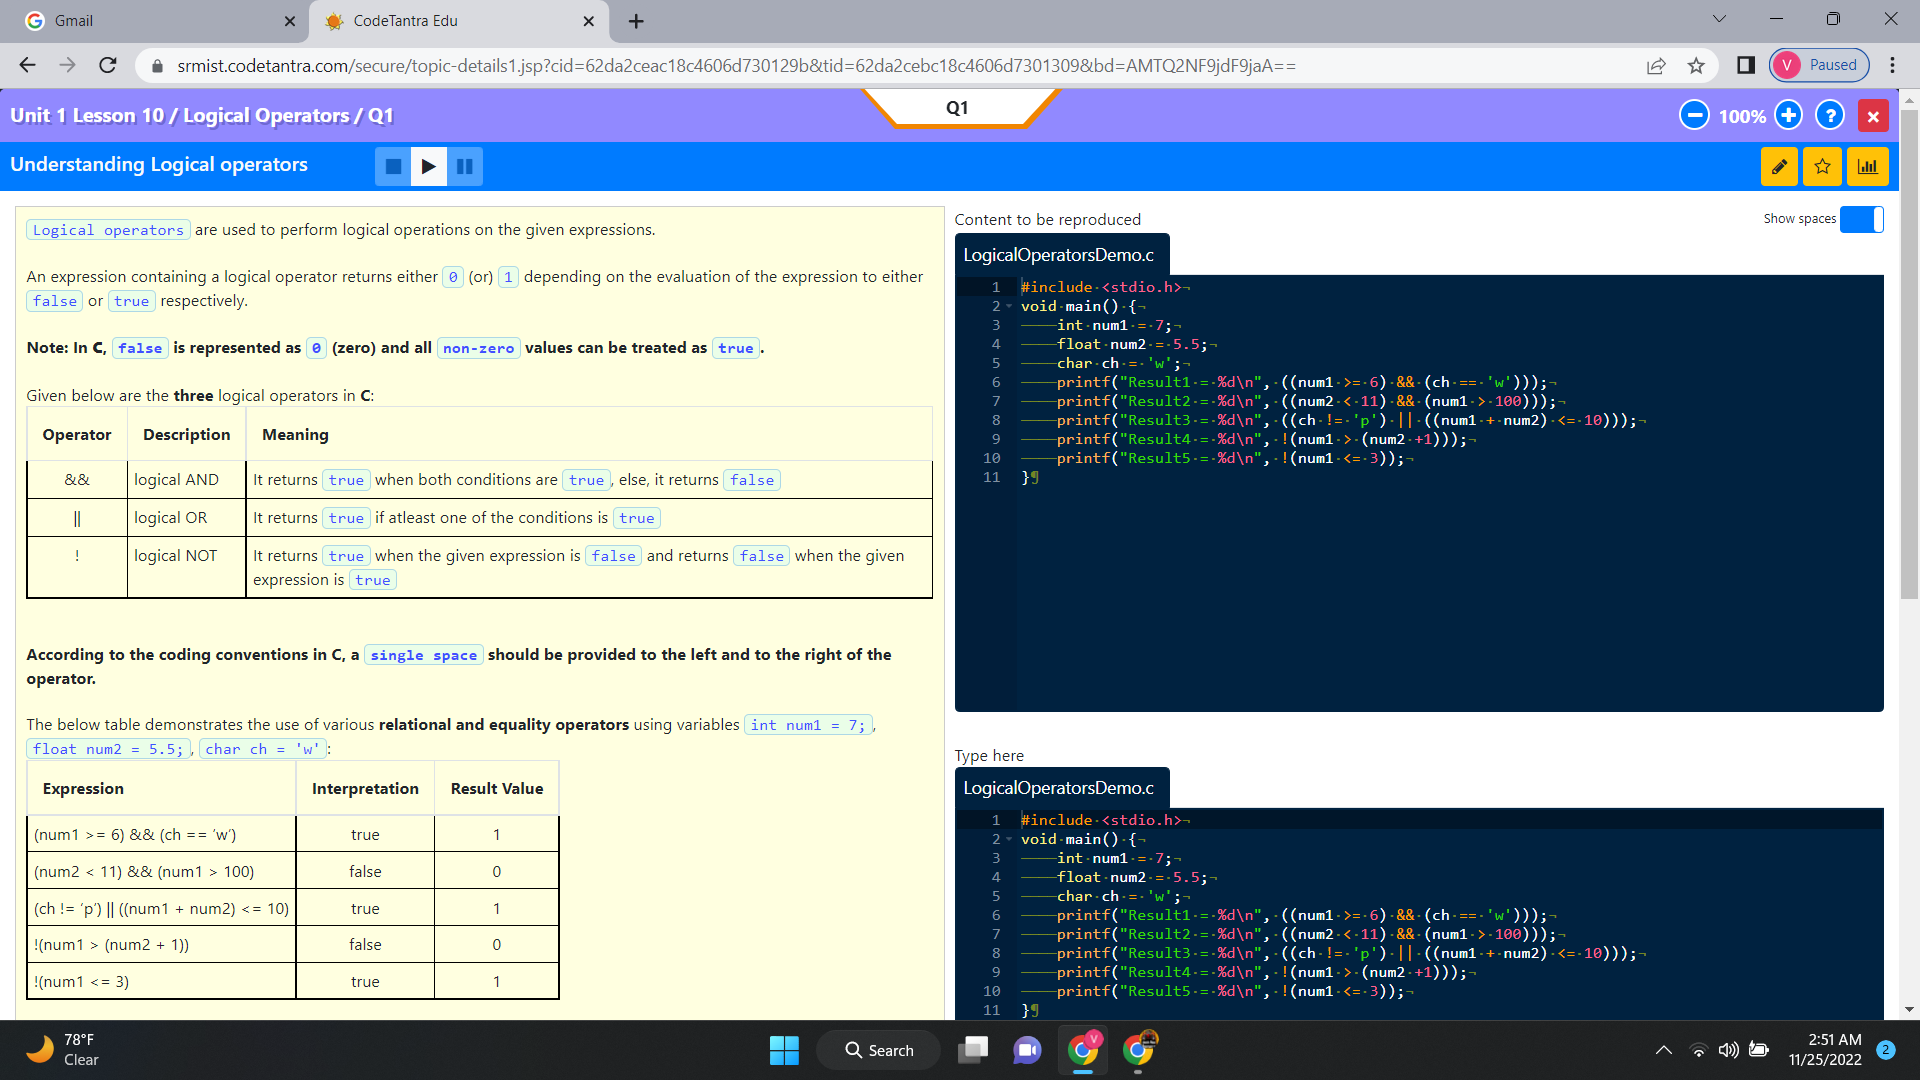 Gmail
CodeTantra Edu
srmist.codetantra.com/secure/topic-details1.jsp?cid=62da2ceac18c4606d730129b&tid=62da2cebc18c4606d7301309&bd=AMTQ2NF9jdF9jaA==
V Paused
Unit 1 Lesson 10 / Logical Operators / Q1
Q1
100%
?
Understanding Logical operators
Logical operators are used to perform logical operations on the given expressions.
An expression containing a logical operator returns either 0 (or) 1 depending on the evaluation of the expression to either
false or true respectively.
Note: In C, false is represented as 0 (zero) and all non-zero values can be treated as true.
Given below are the three logical operators in C:
Operator Description Meaning
&& logical AND It returns true when both conditions are true, else, it returns false
|| logical OR It returns true if atleast one of the conditions is true
! logical NOT It returns true when the given expression is false and returns false when the given
expression is true
According to the coding conventions in C, a single space should be provided to the left and to the right of the
operator.
The below table demonstrates the use of various relational and equality operators using variables int num1 = 7;,
float num2 = 5.5;, char ch = 'w':
Expression Interpretation Result Value
(num1 >= 6) && (ch == 'w') true 1
(num2 < 11) && (num1 > 100) false 0
(ch != 'p') || ((num1 + num2) <= 10) true 1
!(num1 > (num2 + 1)) false 0
!(num1 <= 3) true 1
Content to be reproduced
Show spaces
LogicalOperatorsDemo.c
1 #include·<stdio.h>¬
2 void·main()·{¬
3 ————int·num1·=·7;¬
4 ————float·num2·=·5.5;¬
5 ————char·ch·=·'w';¬
6 ————printf("Result1·=·%d\n",·((num1·>=·6)·&&·(ch·==·'w')));¬
7 ————printf("Result2·=·%d\n",·((num2·<·11)·&&·(num1·>·100)));¬
8 ————printf("Result3·=·%d\n",·((ch·!=·'p')·||·((num1·+·num2)·<=·10)));¬
9 ————printf("Result4·=·%d\n",·!(num1·>·(num2·+1)));¬
10 ————printf("Result5·=·%d\n",·!(num1·<=·3));¬
11 }¶
Type here
LogicalOperatorsDemo.c
1 #include·<stdio.h>¬
2 void·main()·{¬
3 ————int·num1·=·7;¬
4 ————float·num2·=·5.5;¬
5 ————char·ch·=·'w';¬
6 ————printf("Result1·=·%d\n",·((num1·>=·6)·&&·(ch·==·'w')));¬
7 ————printf("Result2·=·%d\n",·((num2·<·11)·&&·(num1·>·100)));¬
8 ————printf("Result3·=·%d\n",·((ch·!=·'p')·||·((num1·+·num2)·<=·10)));¬
9 ————printf("Result4·=·%d\n",·!(num1·>·(num2·+1)));¬
10 ————printf("Result5·=·%d\n",·!(num1·<=·3));¬
11 }¶
78°F
Clear
Search
V
2:51 AM
11/25/2022
2